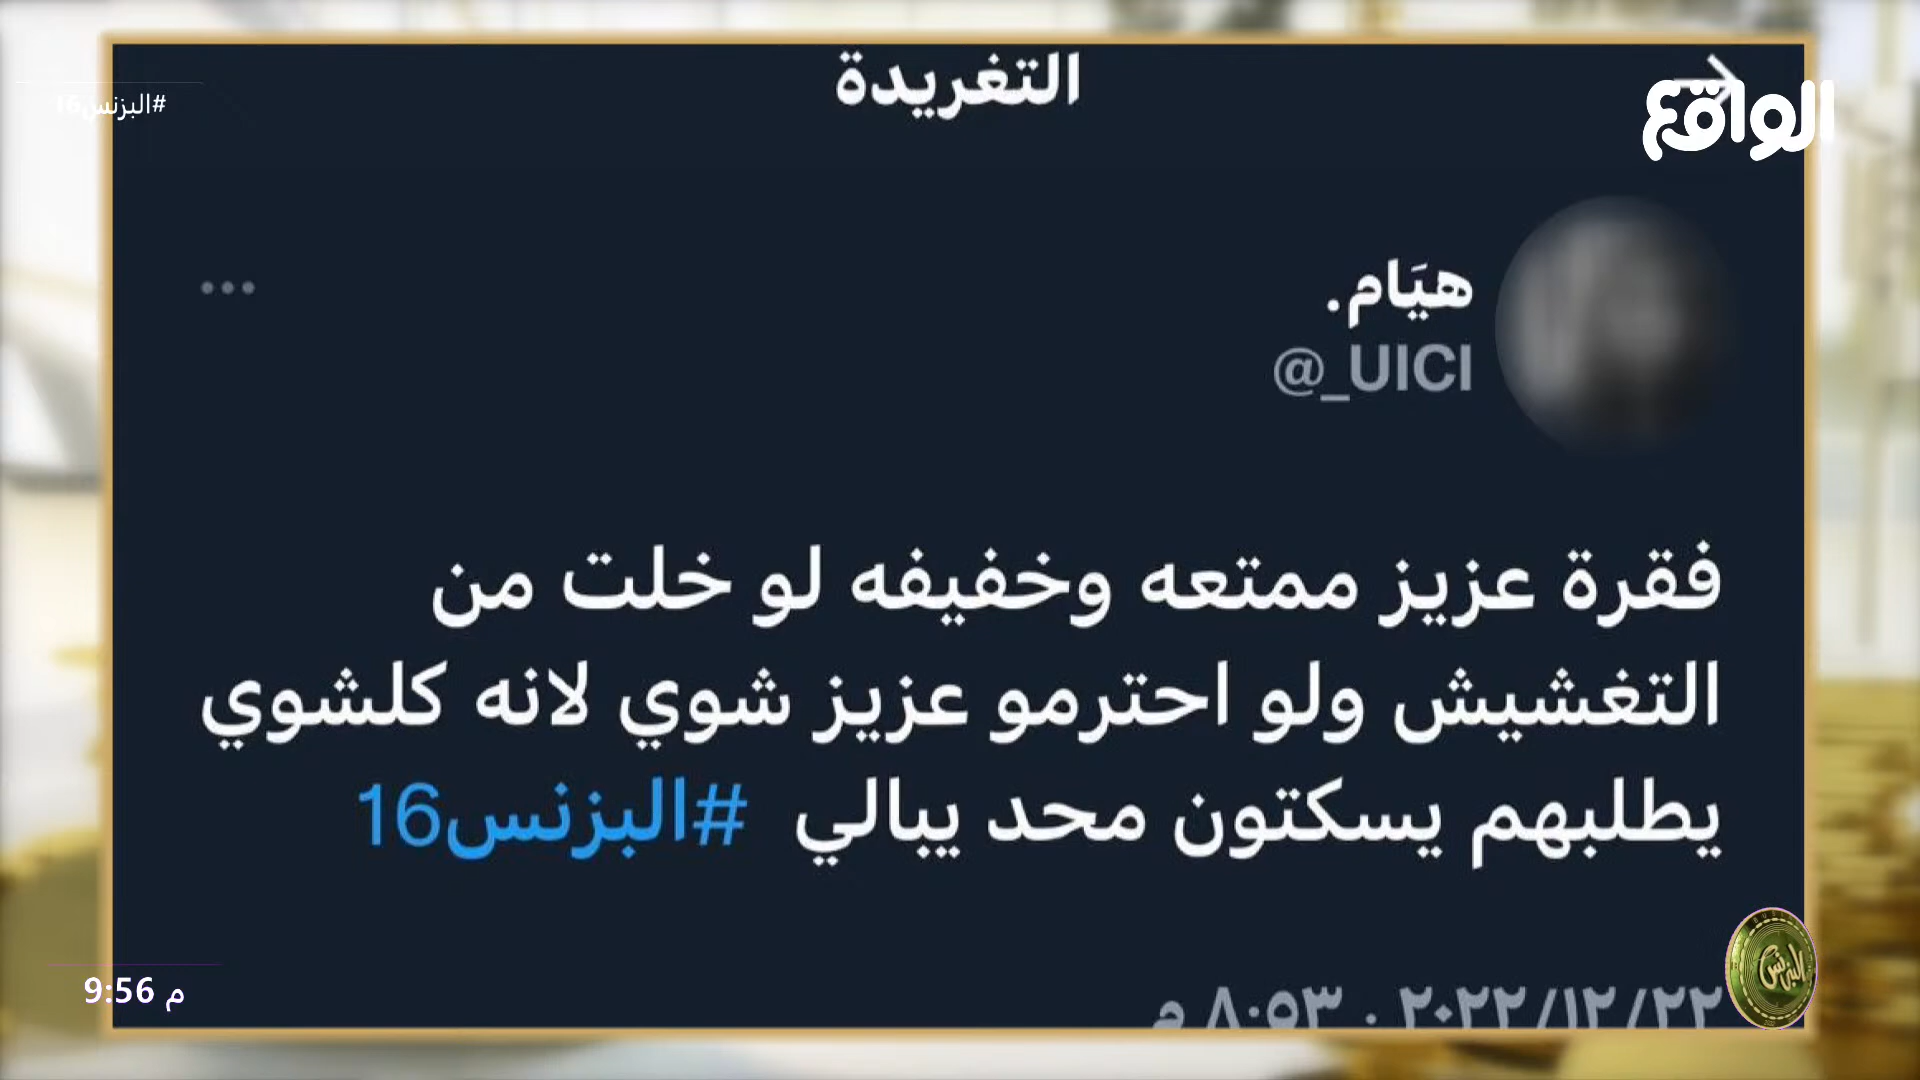 التغريدة
الواقع
#البزنس16
هيَام.
@_UICI
فقرة عزيز ممتعه وخفيفه لو خلت من
التغشيش ولو احترمو عزيز شوي لانه كلشوي
يطلبهم يسكتون محد يبالي #البزنس16
٢٠٢٢/١٢/٢٢ · ٨:٥٣ م
9:56 م
البزنس